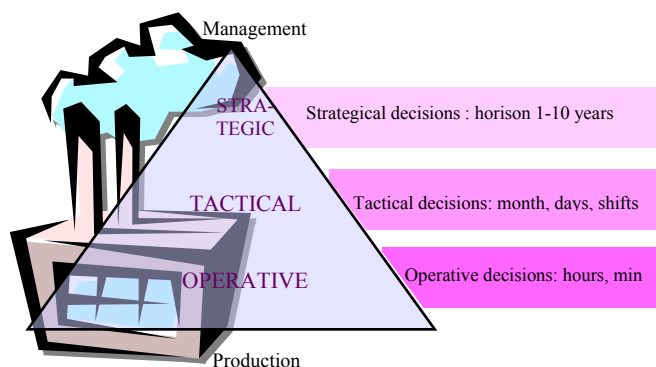 Management
STRA-
TEGIC
Strategical decisions : horison 1-10 years
TACTICAL
Tactical decisions: month, days, shifts
OPERATIVE
Operative decisions: hours, min
Production